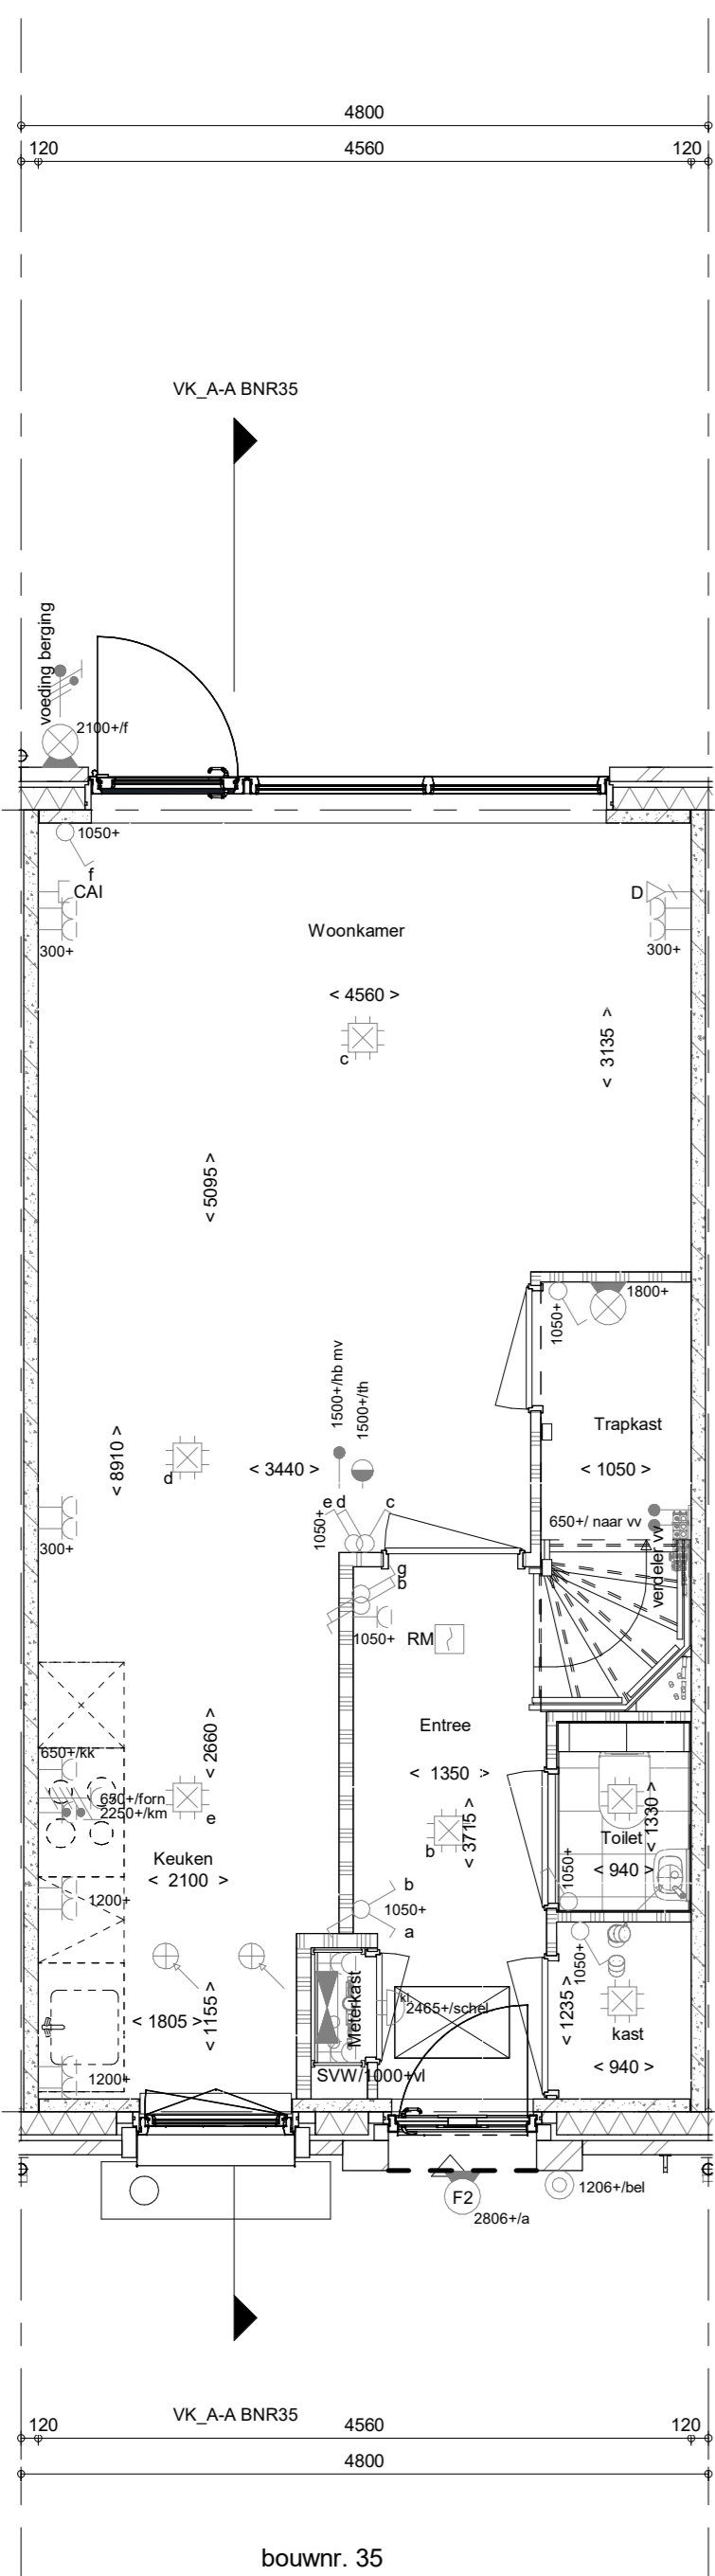 4800
120 4560 120
VK_A-A BNR35
voeding berging
2100+/f
1050+
f
CAI
300+
D
300+
Woonkamer
< 4560 >
c
< 3135 >
< 5095 >
1050+
1800+
Trapkast
< 1050 >
1500+/hb mv
1500+/th
< 8910 >
d
< 3440 >
e d
c
1050+
650+/ naar vv
verdeler vv
300+
g
b
1050+
RM
Entree
< 1350 >
< 2660 >
650+/kk
650+/forn
2250+/km
e
Keuken
< 2100 >
< 3715 >
b
Toilet
< 1330 >
< 940 >
1050+
1200+
b
1050+
a
1050+
Meterkast
kl.
2465+/schel
< 1805 >
< 1155 >
< 1235 >
kast
< 940 >
1200+
SVW/1000+vl
F2
2806+/a
1206+/bel
VK_A-A BNR35
120 4560 120
4800
bouwnr. 35